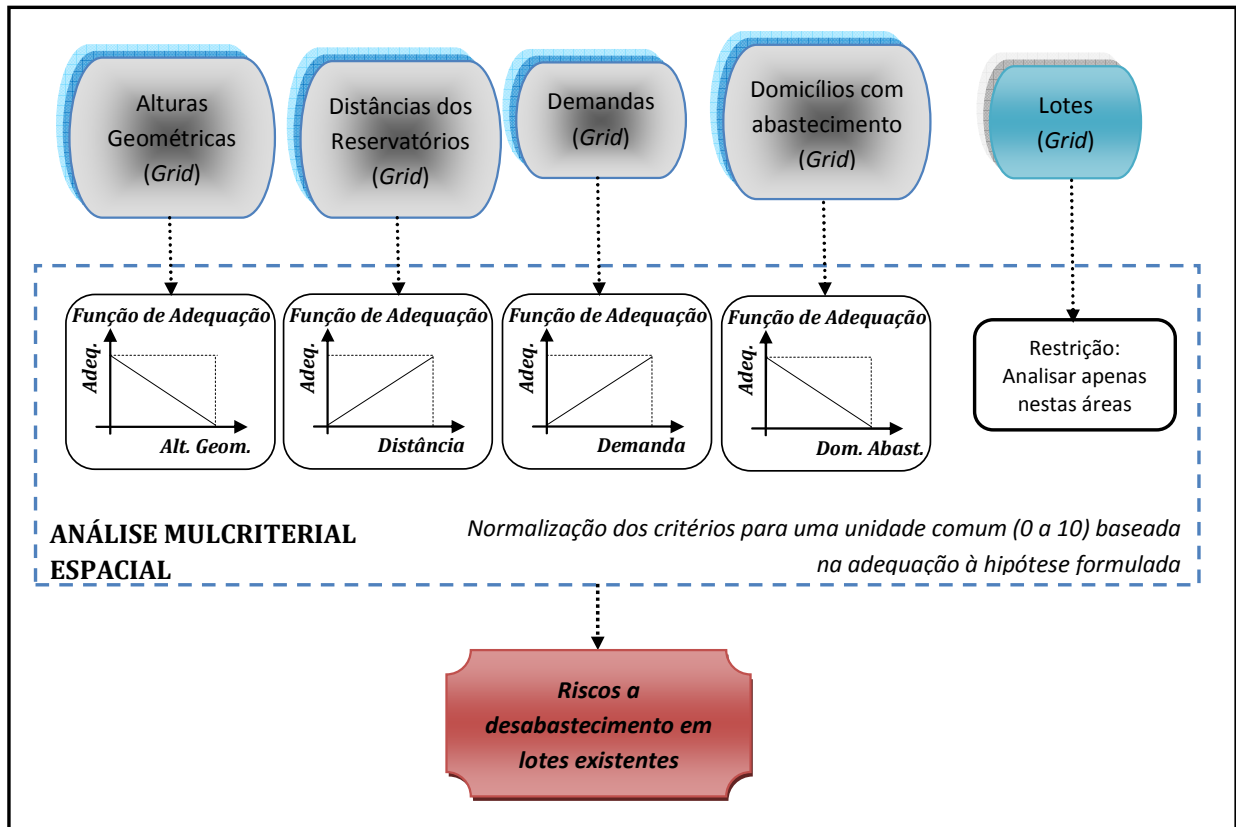 Alturas
Geométricas
(Grid)
Distâncias dos
Reservatórios
(Grid)
Demandas
(Grid)
Domicílios com
abastecimento
(Grid)
Lotes
(Grid)
Função de Adequação
Adeq.
Alt. Geom.
Função de Adequação
Adeq.
Distância
Função de Adequação
Adeq.
Demanda
Função de Adequação
Adeq.
Dom. Abast.
Restrição:
Analisar apenas
nestas áreas
ANÁLISE MULCRITERIAL
ESPACIAL
Normalização dos critérios para uma unidade comum (0 a 10) baseada
na adequação à hipótese formulada
Riscos a
desabastecimento em
lotes existentes